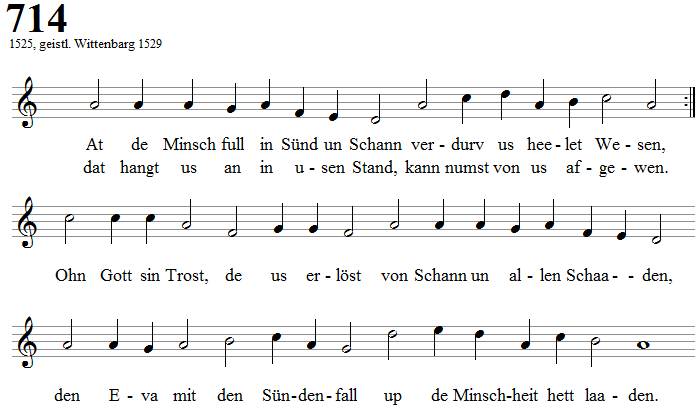 714
1525, geistl. Wittenbarg 1529
At de Minsch full in Sünd un Schann ver - durv us hee - let We - sen,
dat hangt us an in u - sen Stand, kann numst von us af - ge - wen.
Ohn Gott sin Trost, de us er - löst von Schann un al - len Schaa - - den,
den E - va mit den Sün - den - fall up de Minsch - heit hett laa - den.